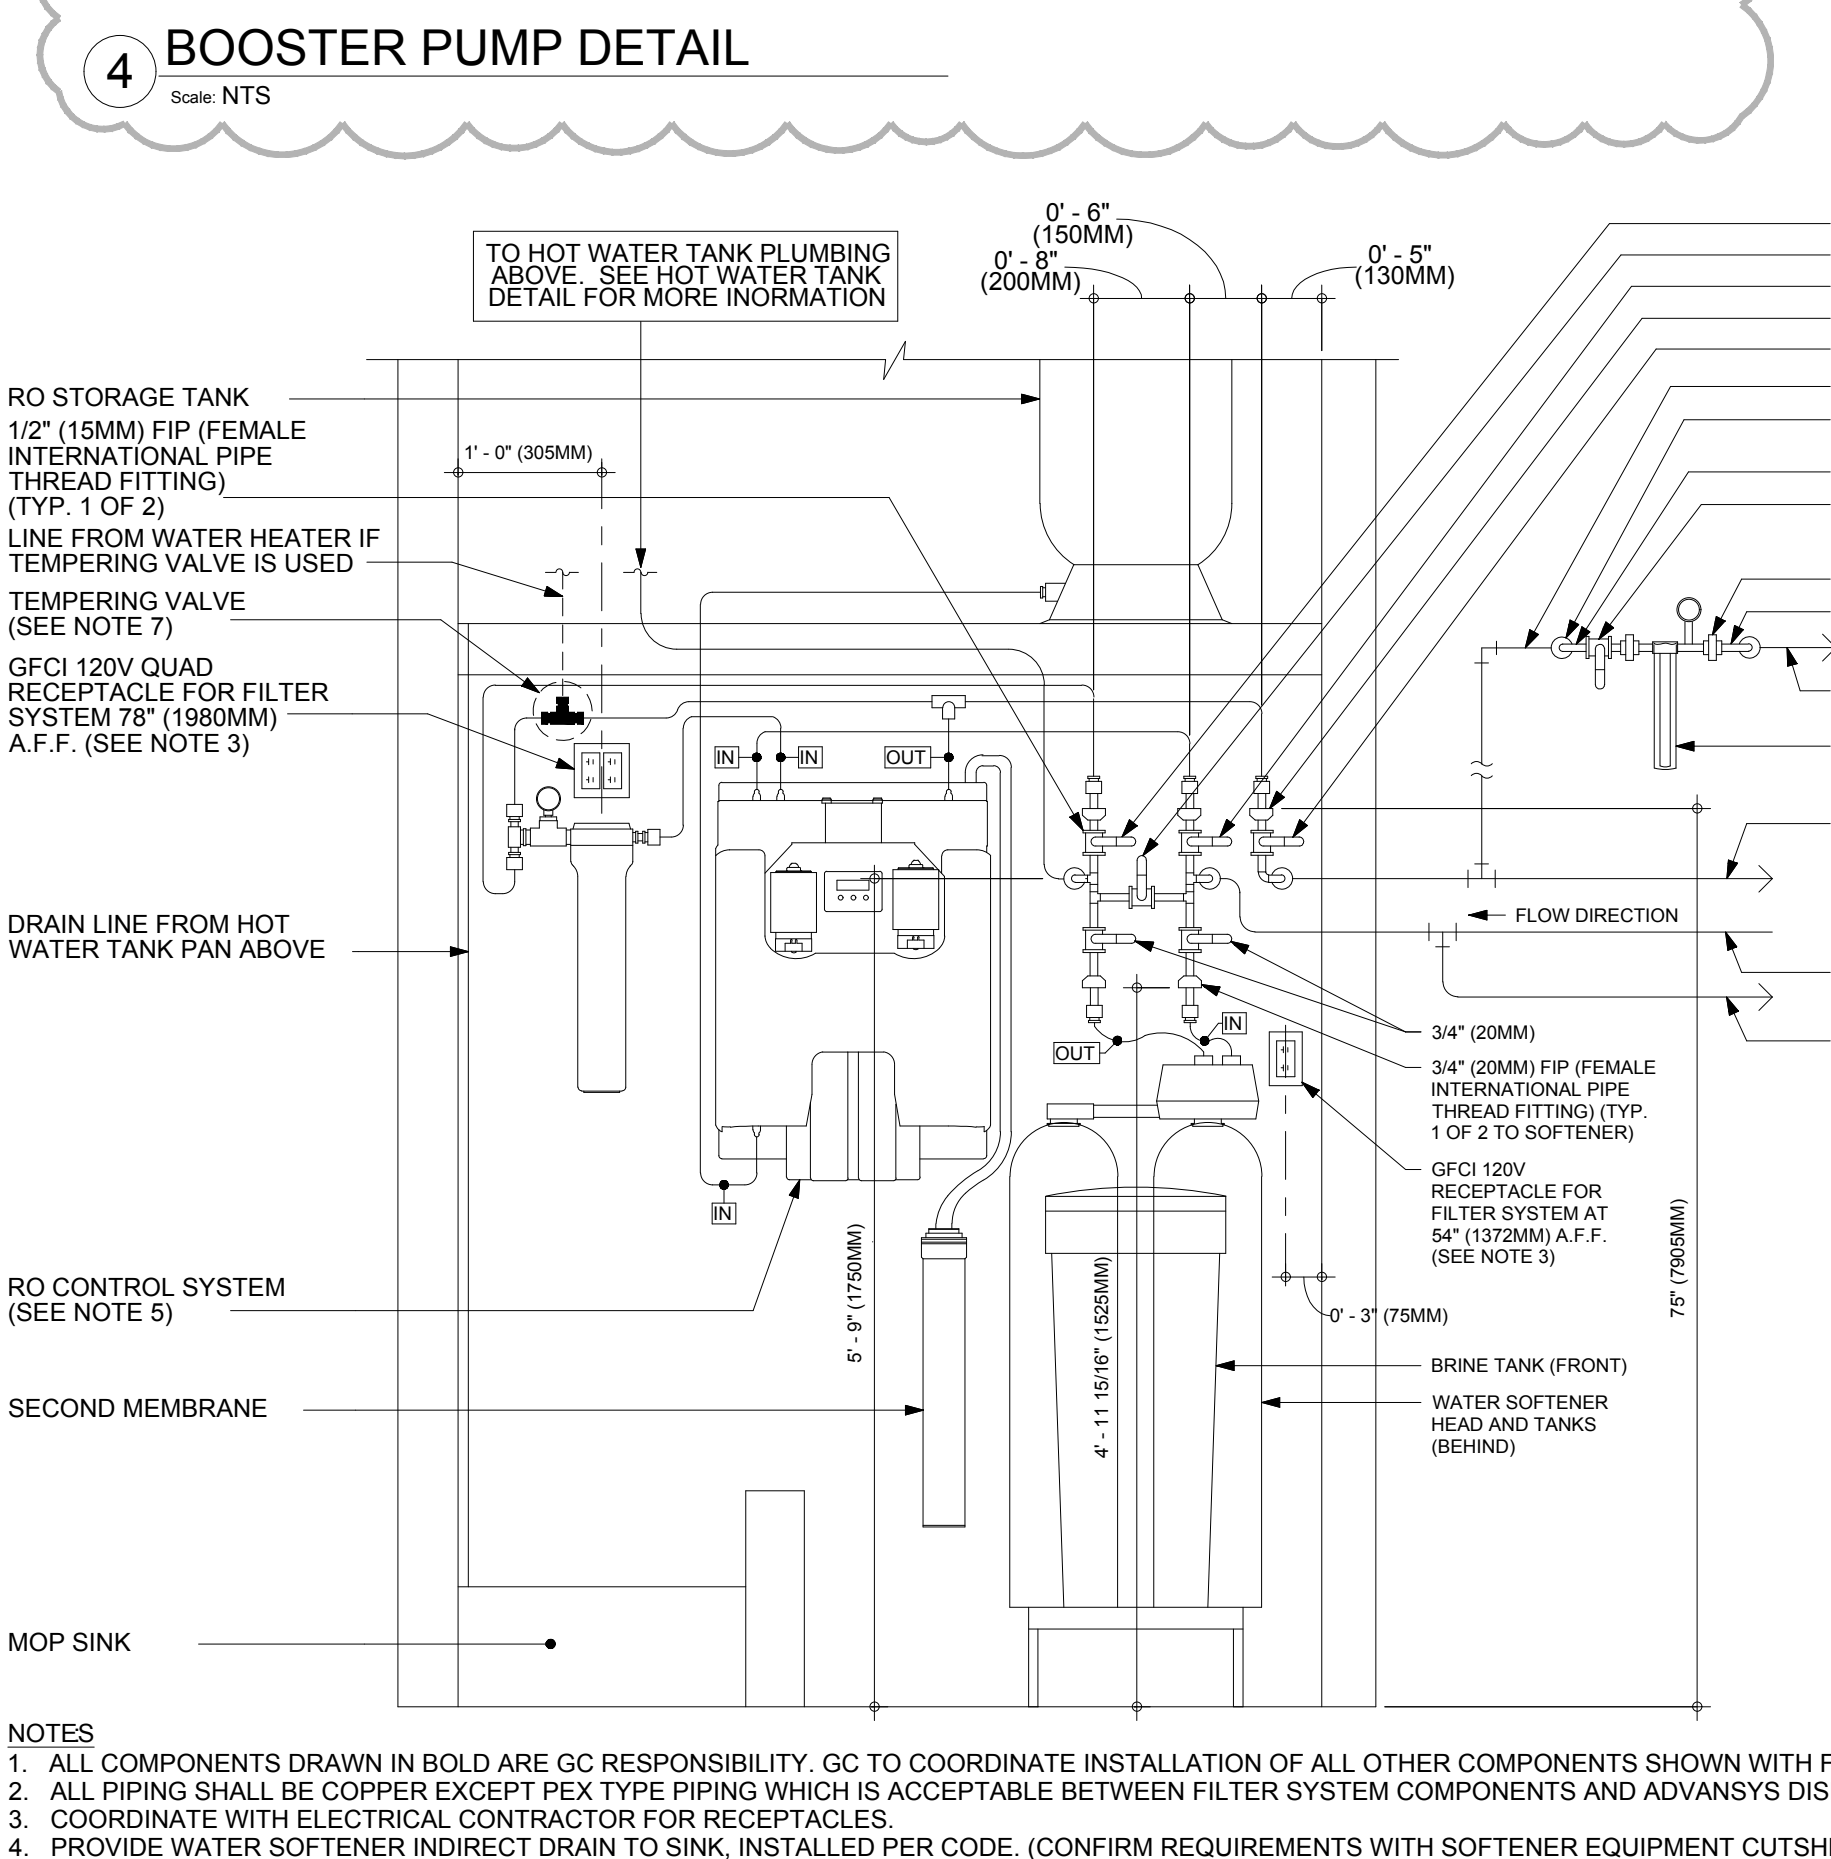 4
BOOSTER PUMP DETAIL
Scale: NTS
0' - 6"
(150MM)
0' - 8"
(200MM)
0' - 5"
(130MM)
TO HOT WATER TANK PLUMBING
ABOVE. SEE HOT WATER TANK
DETAIL FOR MORE INORMATION
RO STORAGE TANK
1/2" (15MM) FIP (FEMALE
INTERNATIONAL PIPE
THREAD FITTING)
(TYP. 1 OF 2)
1' - 0" (305MM)
LINE FROM WATER HEATER IF
TEMPERING VALVE IS USED
TEMPERING VALVE
(SEE NOTE 7)
GFCI 120V QUAD
RECEPTACLE FOR FILTER
SYSTEM 78" (1980MM)
A.F.F. (SEE NOTE 3)
IN
IN
OUT
DRAIN LINE FROM HOT
WATER TANK PAN ABOVE
FLOW DIRECTION
IN
OUT
3/4" (20MM)
3/4" (20MM) FIP (FEMALE
INTERNATIONAL PIPE
THREAD FITTING) (TYP.
1 OF 2 TO SOFTENER)
GFCI 120V
RECEPTACLE FOR
FILTER SYSTEM AT
54" (1372MM) A.F.F.
(SEE NOTE 3)
IN
RO CONTROL SYSTEM
(SEE NOTE 5)
5' - 9" (1750MM)
4' - 11 15/16" (1525MM)
75" (7905MM)
0' - 3" (75MM)
BRINE TANK (FRONT)
SECOND MEMBRANE
WATER SOFTENER
HEAD AND TANKS
(BEHIND)
MOP SINK
NOTES:
1. ALL COMPONENTS DRAWN IN BOLD ARE GC RESPONSIBILITY. GC TO COORDINATE INSTALLATION OF ALL OTHER COMPONENTS SHOWN WITH F
2. ALL PIPING SHALL BE COPPER EXCEPT PEX TYPE PIPING WHICH IS ACCEPTABLE BETWEEN FILTER SYSTEM COMPONENTS AND ADVANSYS DIS
3. COORDINATE WITH ELECTRICAL CONTRACTOR FOR RECEPTACLES.
4. PROVIDE WATER SOFTENER INDIRECT DRAIN TO SINK, INSTALLED PER CODE. (CONFIRM REQUIREMENTS WITH SOFTENER EQUIPMENT CUTSH